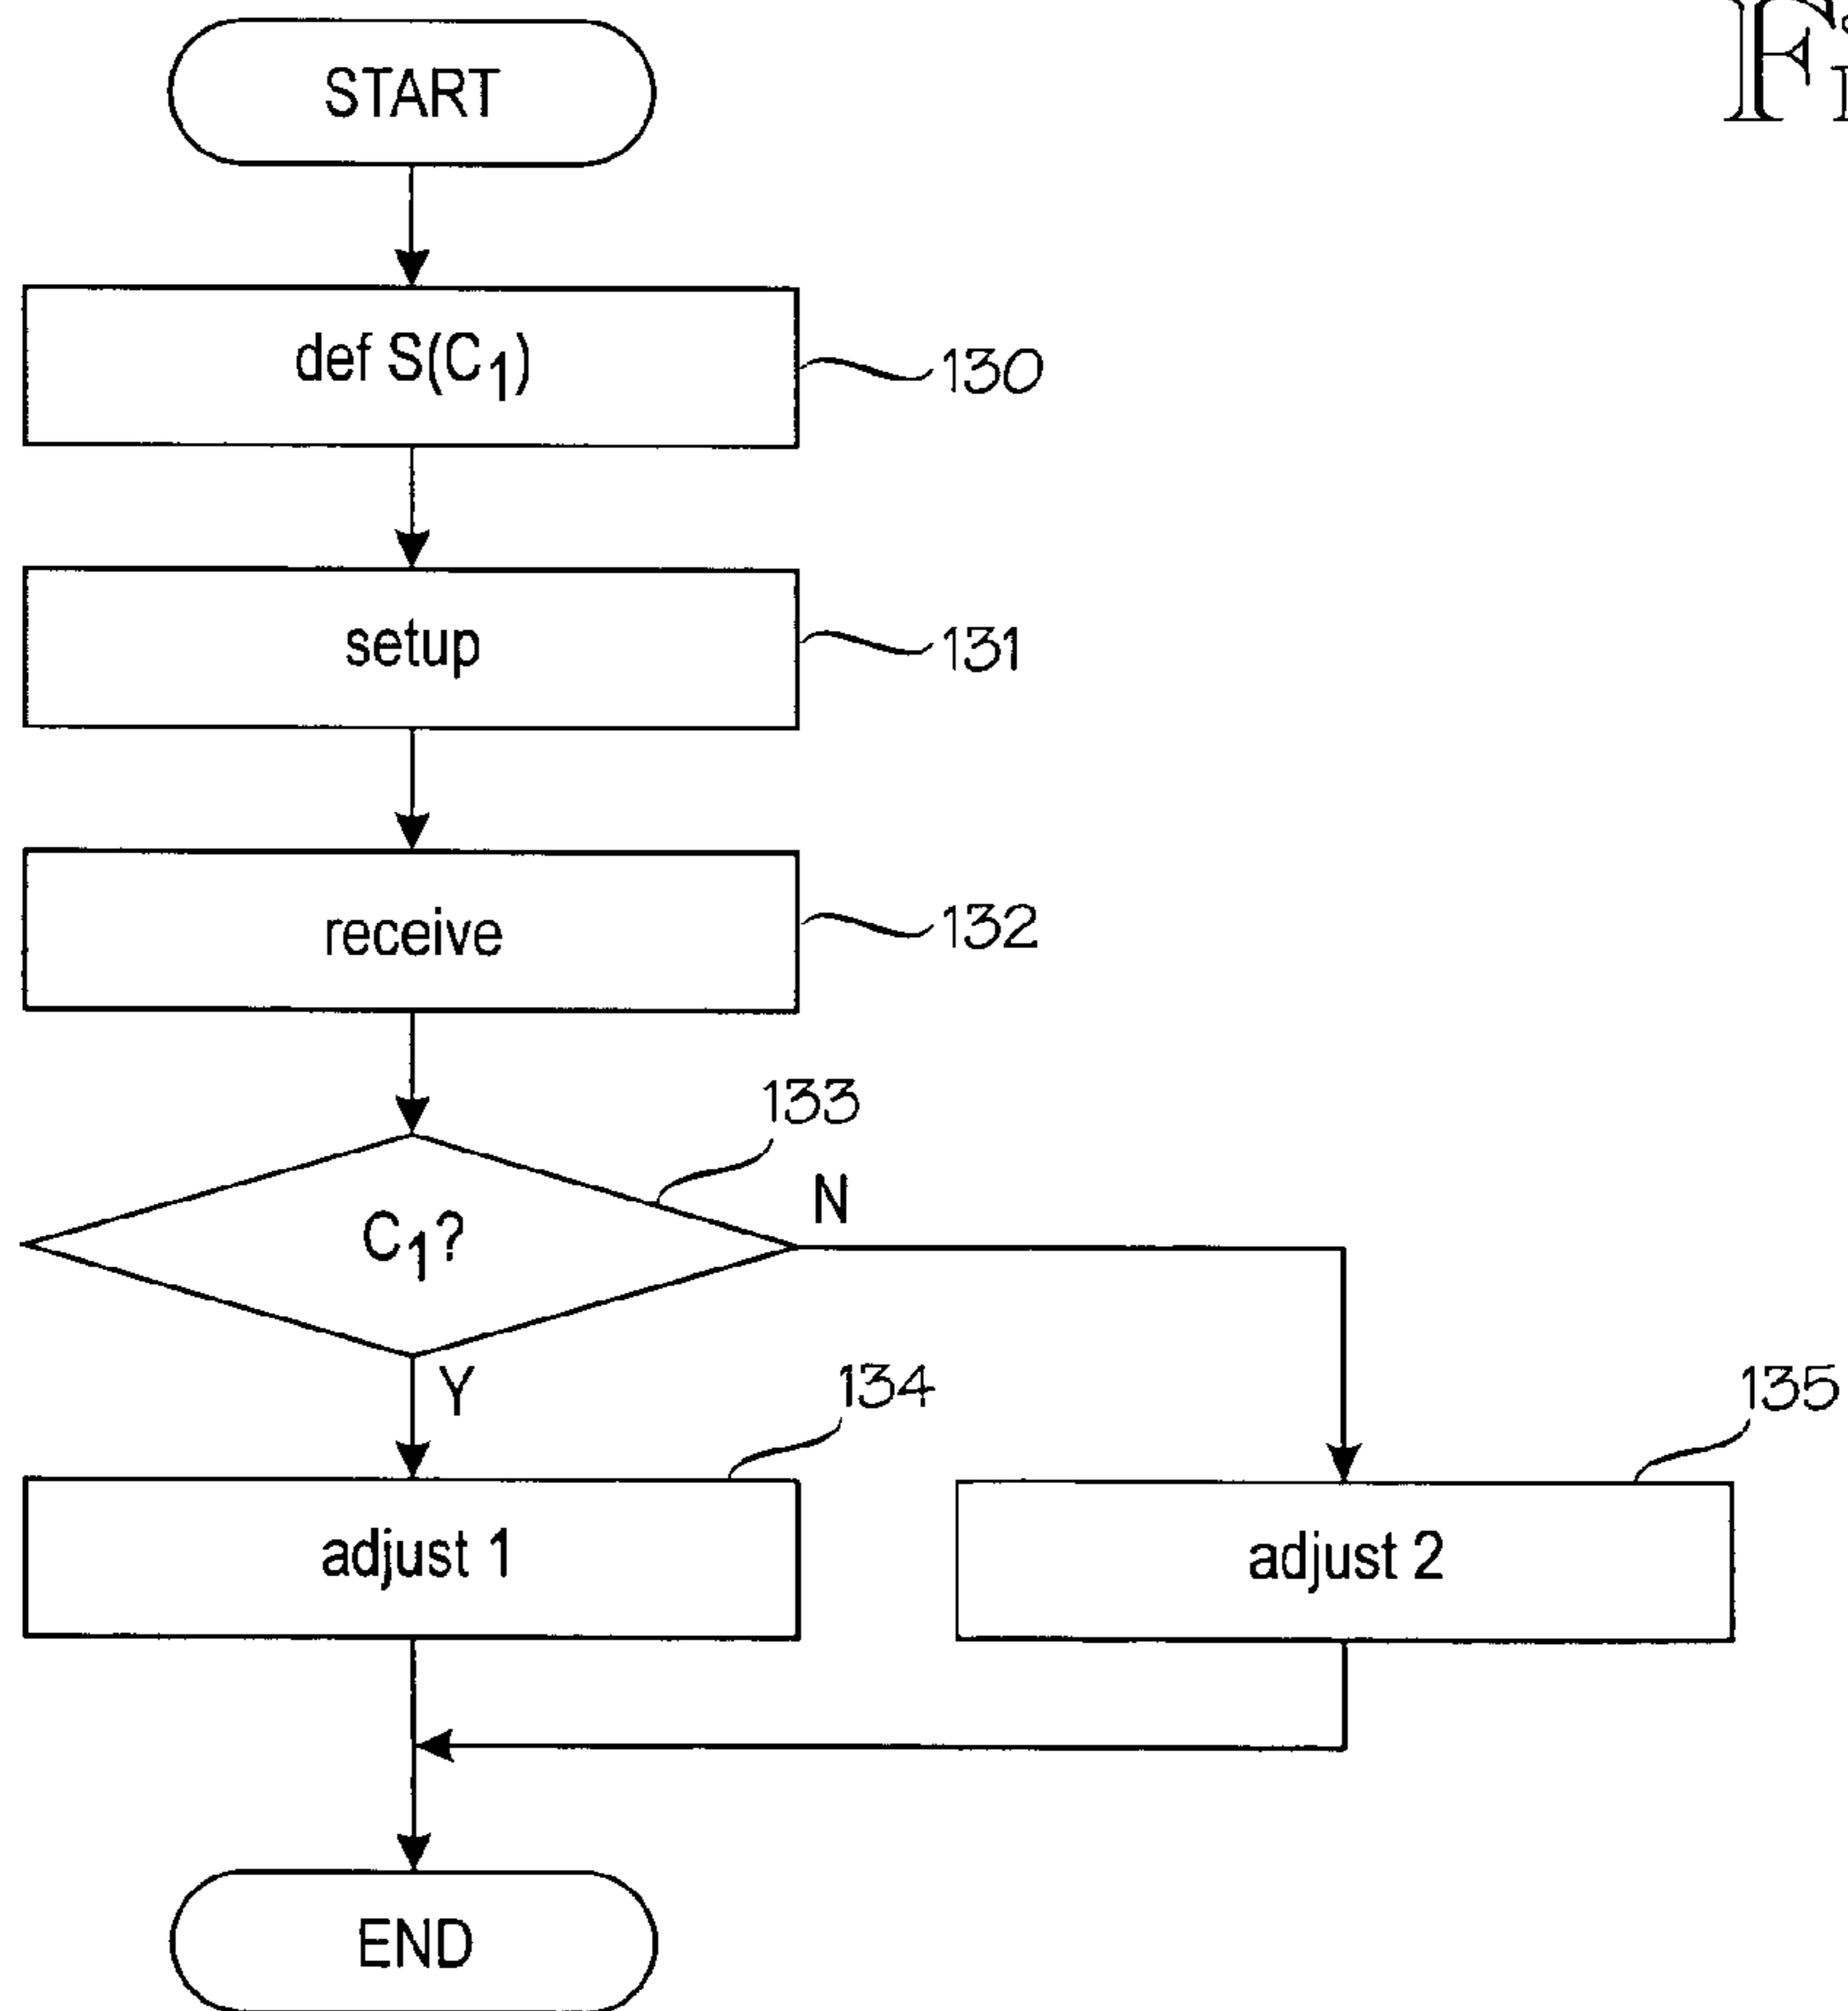 START
def S(C₁)
130
setup
131
receive
132
133
C₁?
N
Y
134
135
adjust 1
adjust 2
END